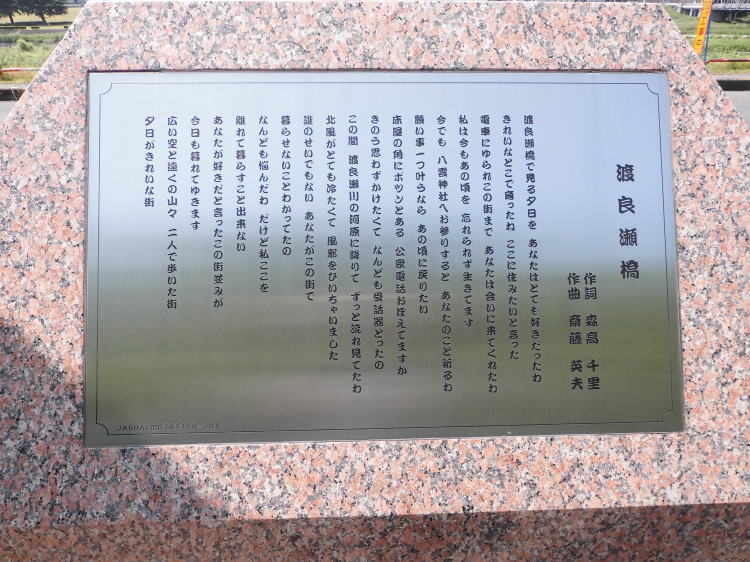 渡良瀬橋
作詞 森高 千里
作曲 斎藤 英夫
渡良瀬橋で見る夕日を あなたはとても好きだったわ
きれいなとこで育ったね ここに住みたいと言った
電車にゆられこの街まで あなたは会いに来てくれたわ
私は今もあの頃を 忘れられず生きてます
今でも 八雲神社へお参りすると あなたのこと祈るわ
願い事一つ叶うなら あの頃に戻りたい
床屋の角にポツンとある 公衆電話おぼえてますか
きのう思わずかけたくて なんども受話器とったの
この間 渡良瀬川の河原に降りて ずっと流れ見てたわ
北風がとても冷たくて 風邪をひいちゃいました
誰のせいでもない あなたがこの街で
暮らせないことわかってたの
なんども悩んだわ だけど私ここを
離れて暮らすこと出来ない
あなたが好きだと言ったこの街並みが
今日も暮れてゆきます
広い空と遠くの山々 二人で歩いた街
夕日がきれいな街
JASRAC出0701758-701